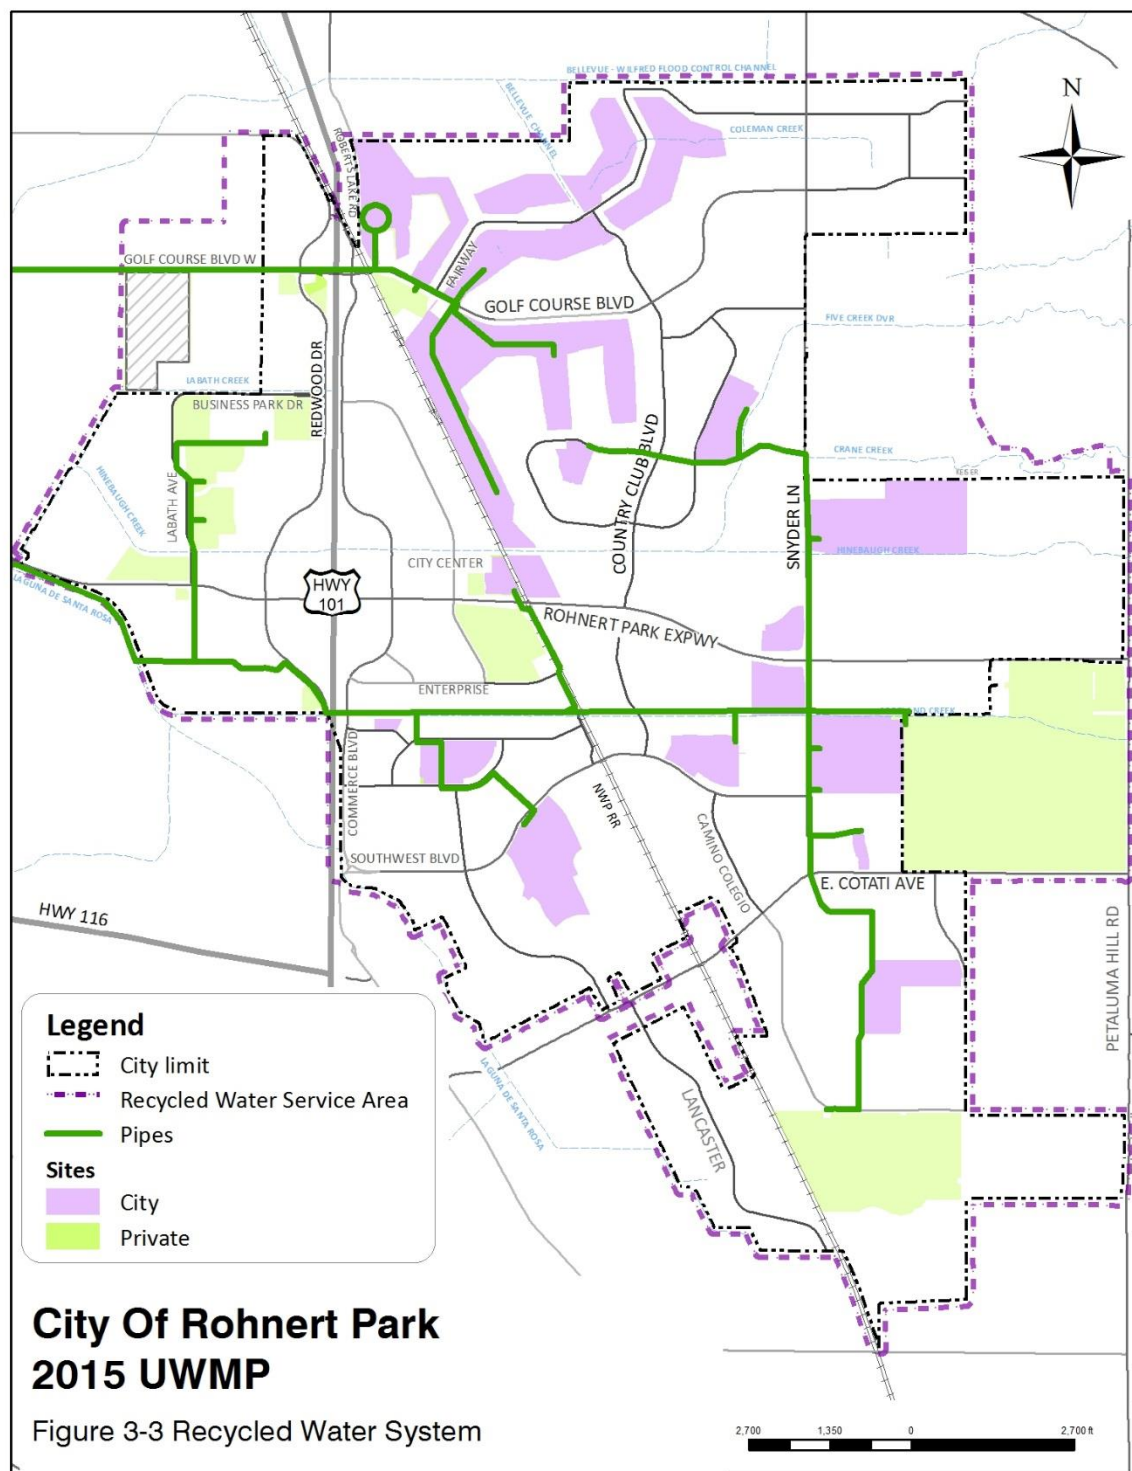 BELLEVUE - WILFRED FLOOD CONTROL CHANNEL
BELLEVUE CHANNEL
COLEMAN CREEK
N
ROBERTS LAKE RD
GOLF COURSE BLVD W
FAIRWAY
GOLF COURSE BLVD
FIVE CREEK DVR
LABATH CREEK
BUSINESS PARK DR
REDWOOD DR
COUNTRY CLUB BLVD
CRANE CREEK
HINEBAUGH CREEK
LABATH AVE
SNYDER LN
HINEBAUGH CREEK
CITY CENTER
HWY
101
LAGUNA DE SANTA ROSA
ROHNERT PARK EXPWY
ENTERPRISE
COMMERCE BLVD
NWP RR
CAMINO COLEGIO
SOUTHWEST BLVD
E. COTATI AVE
HWY 116
PETALUMA HILL RD
LAGUNA DE SANTA ROSA
LANCASTER
Legend
City limit
Recycled Water Service Area
Pipes
Sites
City
Private
City Of Rohnert Park
2015 UWMP
Figure 3-3 Recycled Water System
2,700 1,350 0 2,700 ft